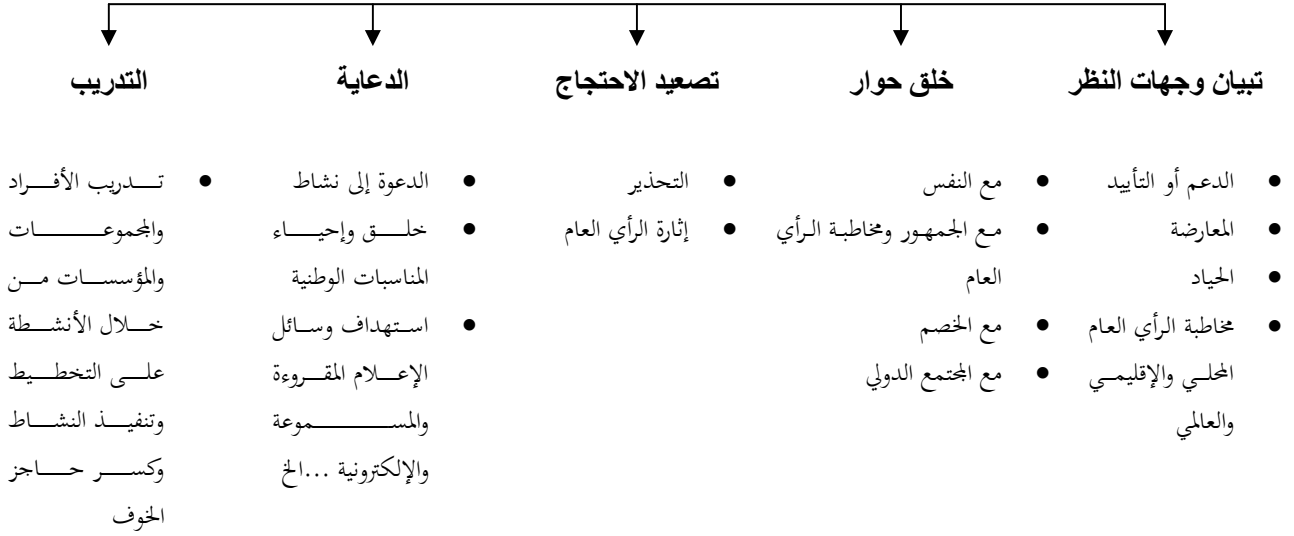 تبيان وجهات النظر
خلق حوار
تصعيد الاحتجاج
الدعاية
التدريب
• الدعم أو التأييد
• المعارضة
• الحياد
• مخاطبة الرأي العام
المحلي والإقليمي
والعالمي
• مع النفس
• مع الجمهور ومخاطبة الرأي
العام
• مع الخصم
• مع المجتمع الدولي
• التحذير
• إثارة الرأي العام
• الدعوة إلى نشاط
• خلق وإحياء
المناسبات الوطنية
• استهداف وسائل
الإعلام المقروءة
والمسموعة
والإلكترونية ...الخ
• تدريب الأفراد
والمجموعات
والمؤسسات من
خلال الأنشطة
على التخطيط
وتنفيذ النشاط
وكسر حاجز
الخوف